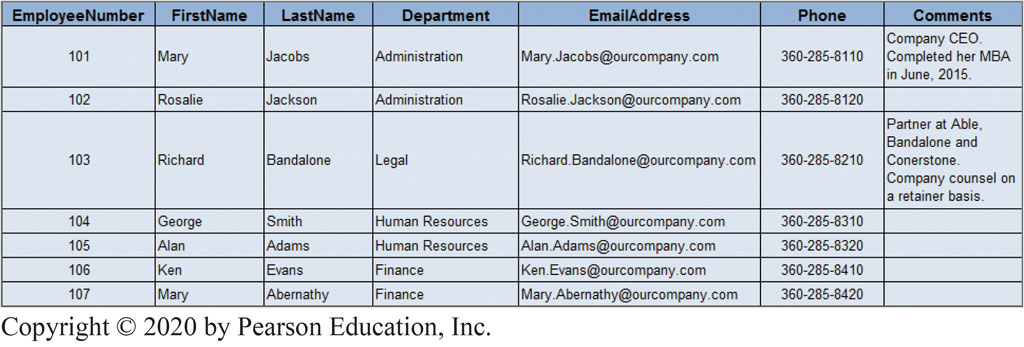 EmployeeNumber FirstName LastName Department EmailAddress Phone Comments
101 Mary Jacobs Administration Mary.Jacobs@ourcompany.com 360-285-8110 Company CEO.
Completed her MBA
in June, 2015.
102 Rosalie Jackson Administration Rosalie.Jackson@ourcompany.com 360-285-8120
103 Richard Bandalone Legal Richard.Bandalone@ourcompany.com 360-285-8210 Partner at Able,
Bandalone and
Conerstone.
Company counsel on
a retainer basis.
104 George Smith Human Resources George.Smith@ourcompany.com 360-285-8310
105 Alan Adams Human Resources Alan.Adams@ourcompany.com 360-285-8320
106 Ken Evans Finance Ken.Evans@ourcompany.com 360-285-8410
107 Mary Abernathy Finance Mary.Abernathy@ourcompany.com 360-285-8420
Copyright © 2020 by Pearson Education, Inc.